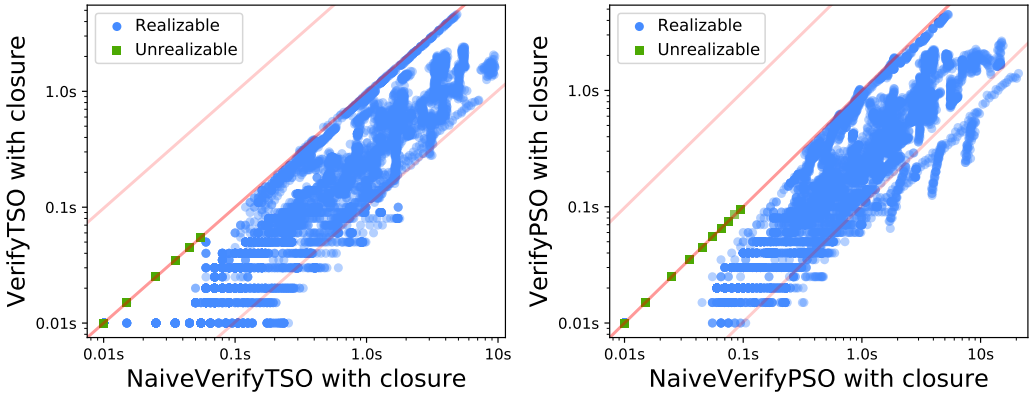 Realizable
Unrealizable
1.0s
0.1s
0.01s
VerifyTSO with closure
0.01s 0.1s 1.0s 10s
NaiveVerifyTSO with closure
Realizable
Unrealizable
1.0s
0.1s
0.01s
VerifyPSO with closure
0.01s 0.1s 1.0s 10s
NaiveVerifyPSO with closure